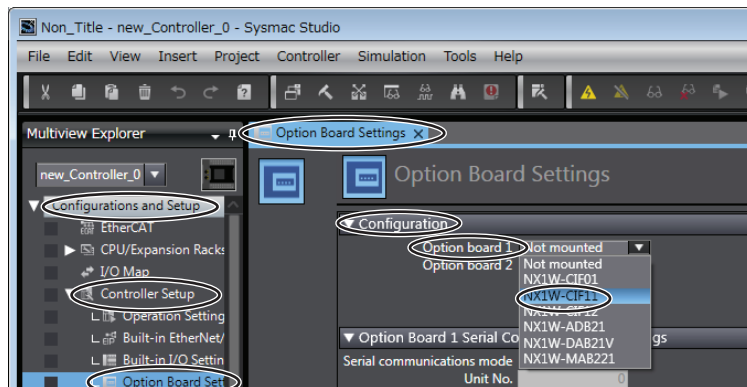 Non_Title - new_Controller_0 - Sysmac Studio
File Edit View Insert Project Controller Simulation Tools Help
Multiview Explorer
new_Controller_0
Configurations and Setup
EtherCAT
CPU/Expansion Racks
I/O Map
Controller Setup
Operation Setting
Built-in EtherNet/
Built-in I/O Settin
Option Board Sett
Option Board Settings
Option Board Settings
Configuration
Option board 1 Not mounted
Option board 2
Not mounted
NX1W-CIF01
NX1W-CIF11
NX1W-CIF12
NX1W-ADB21
NX1W-DAB21V
NX1W-MAB221
Option Board 1 Serial Co gs
Serial communications mode
Unit No. 0